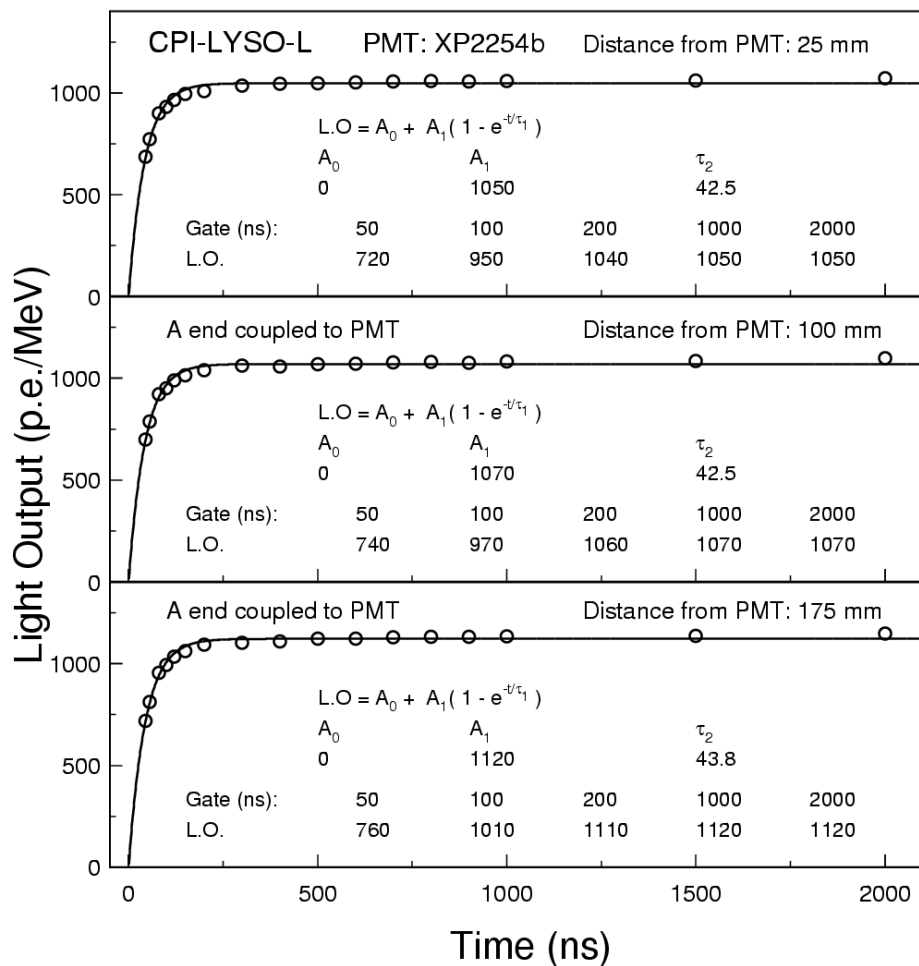 CPI-LYSO-L PMT: XP2254b Distance from PMT: 25 mm
1000
L.O = A0 + A1( 1 - e-t/τ1 )
A0 A1 τ2
0 1050 42.5
500
Gate (ns): 50 100 200 1000 2000
L.O. 720 950 1040 1050 1050
0
A end coupled to PMT Distance from PMT: 100 mm
1000
L.O = A0 + A1( 1 - e-t/τ1 )
A0 A1 τ2
0 1070 42.5
500
Gate (ns): 50 100 200 1000 2000
L.O. 740 970 1060 1070 1070
0
A end coupled to PMT Distance from PMT: 175 mm
1000
L.O = A0 + A1( 1 - e-t/τ1 )
A0 A1 τ2
0 1120 43.8
500
Gate (ns): 50 100 200 1000 2000
L.O. 760 1010 1110 1120 1120
0
0 500 1000 1500 2000
Time (ns)
Light Output (p.e./MeV)